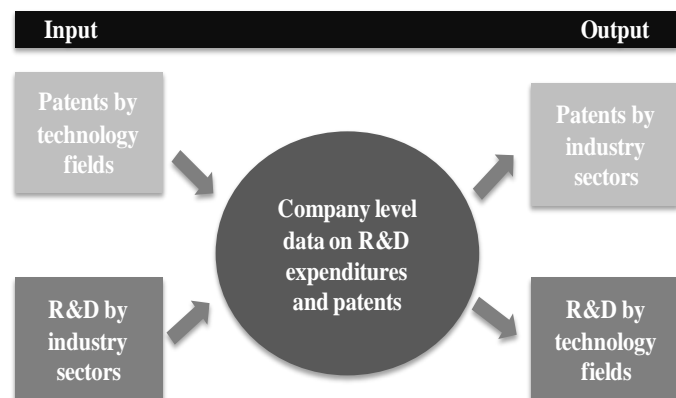 Input
Output
Patents by
technology
fields
Patents by
industry
sectors
Company level
data on R&D
expenditures
and patents
R&D by
industry
sectors
R&D by
technology
fields